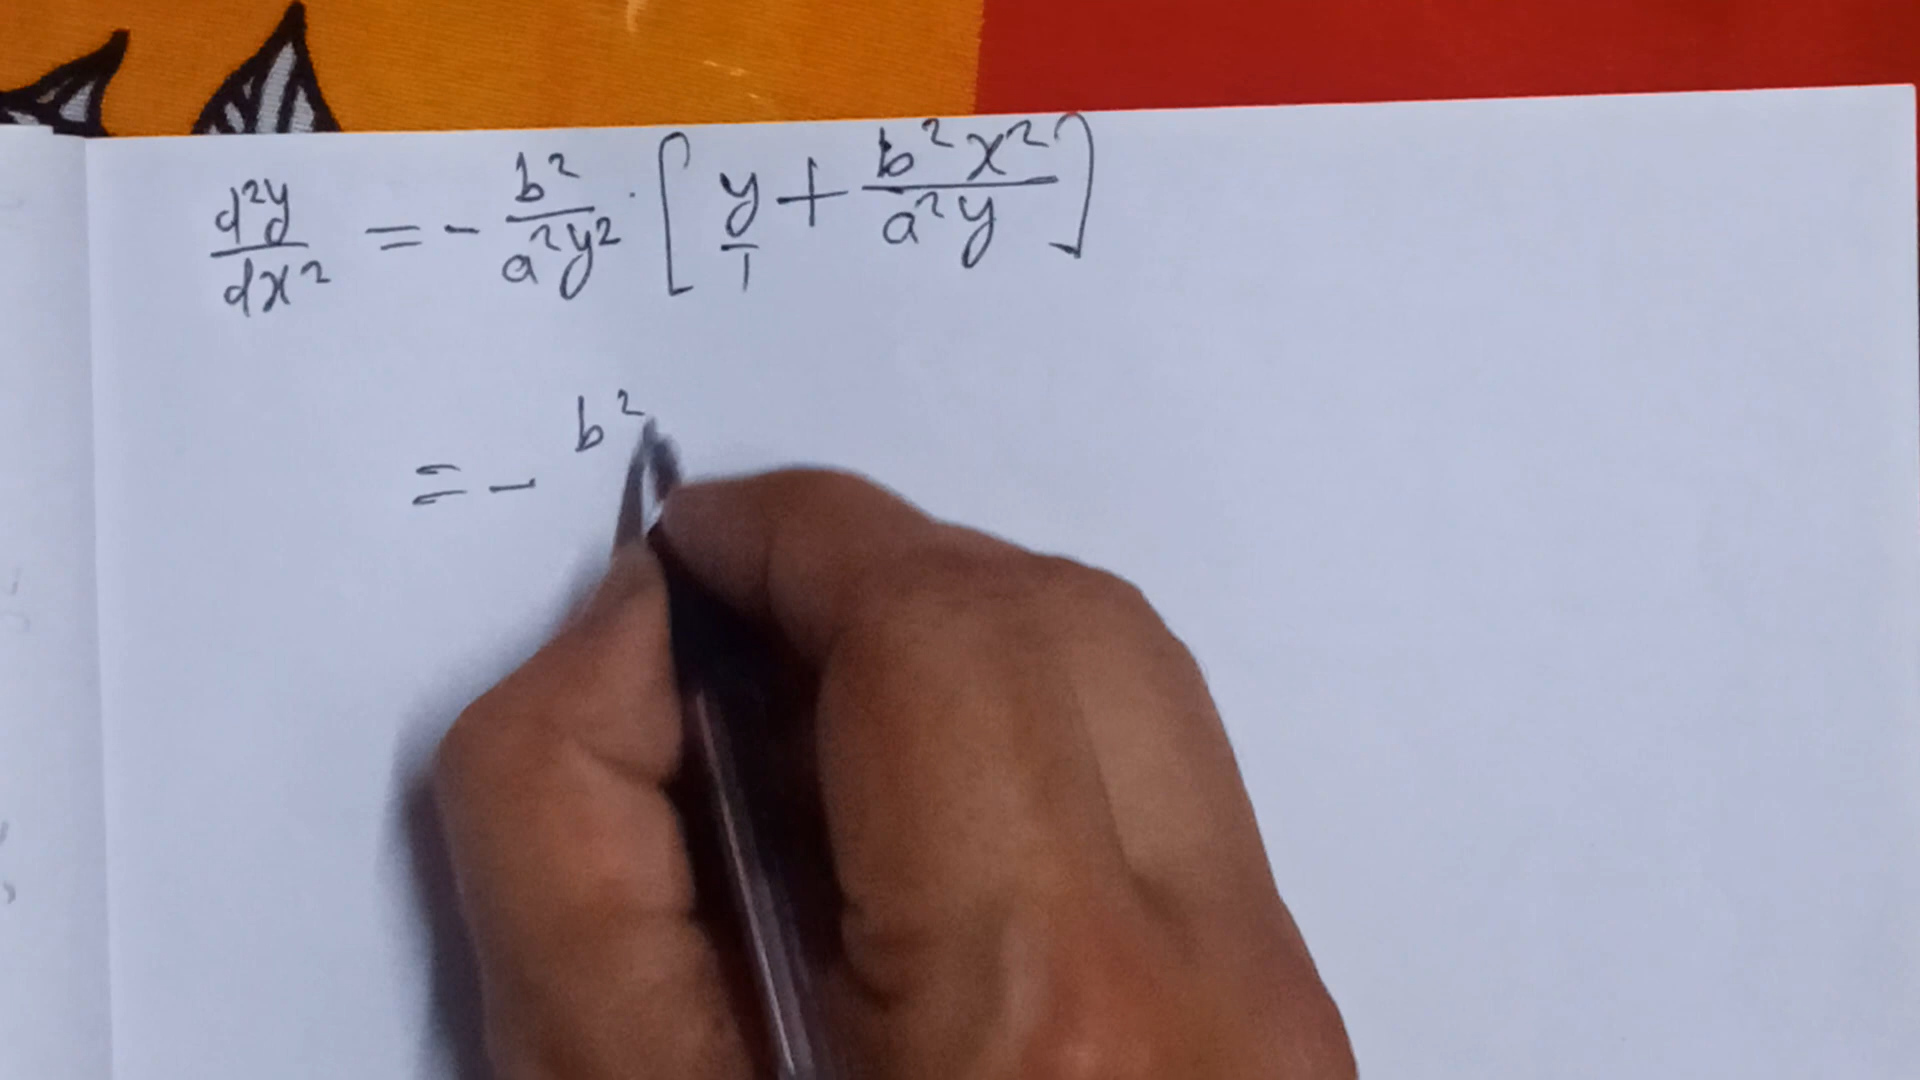 d²y/dx² = - b²/a²y² · [y/1 + b²x²/a²y]
= - b²